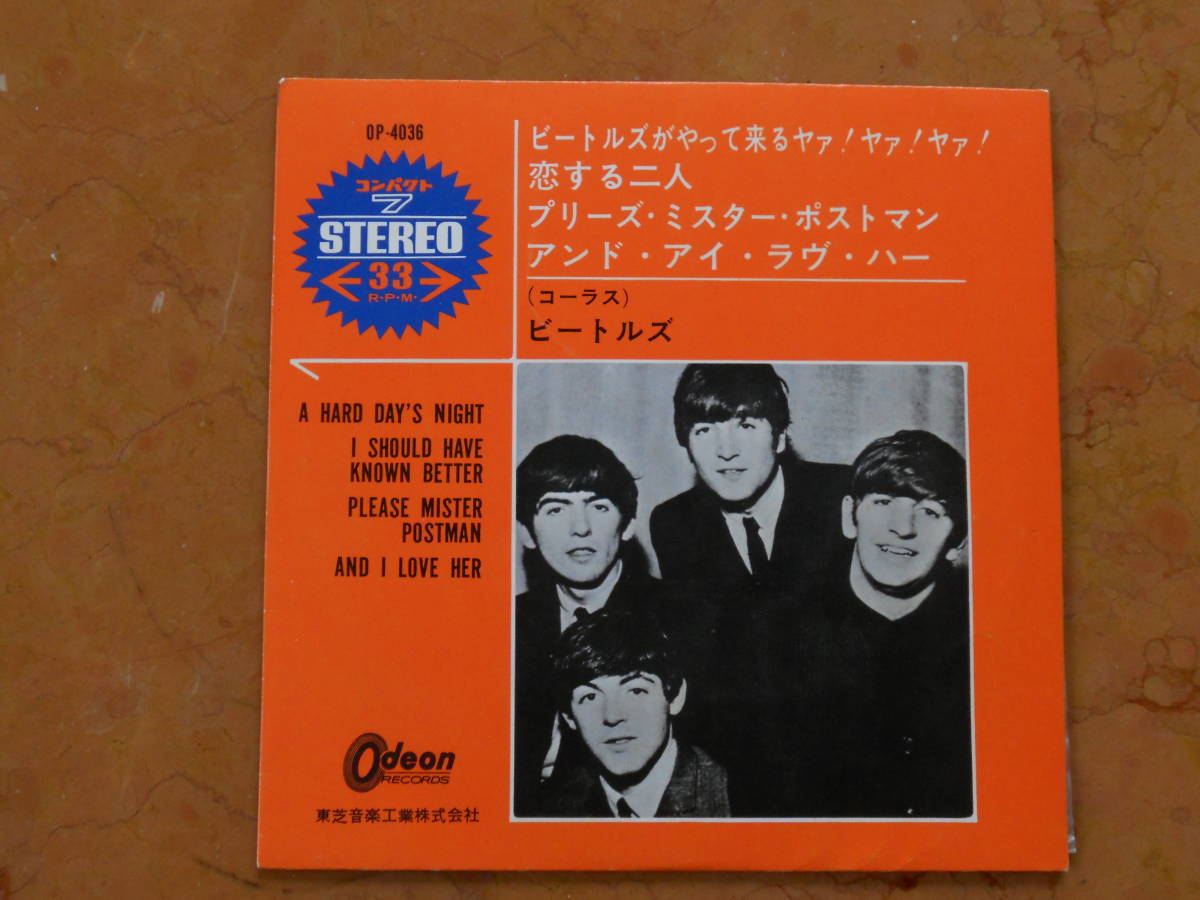 OP-4036
コンパクト
7
STEREO
33
R・P・M・
ビートルズがやって来るヤァ!ヤァ!ヤァ!
恋する二人
プリーズ・ミスター・ポストマン
アンド・アイ・ラヴ・ハー
(コーラス)
ビートルズ
A HARD DAY'S NIGHT
I SHOULD HAVE
KNOWN BETTER
PLEASE MISTER
POSTMAN
AND I LOVE HER
Odeon
RECORDS
東芝音楽工業株式会社